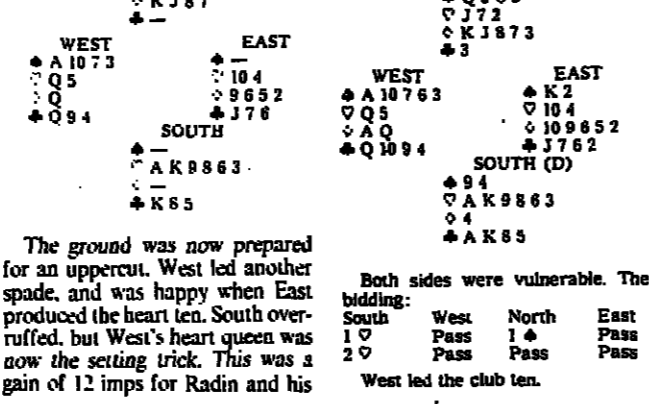 ♢ K J 8 7
♣ —
WEST
♠ A 10 7 3
♡ Q 5
♢ Q
♣ Q 9 4
EAST
♠ —
♡ 10 4
♢ 9 6 5 2
♣ J 7 6
SOUTH
♠ —
♡ A K 9 8 6 3
♢ —
♣ K 8 5
The ground was now prepared
for an uppercut. West led another
spade, and was happy when East
produced the heart ten. South over-
ruffed, but West's heart queen was
now the setting trick. This was a
gain of 12 imps for Radin and his
♡ J 7 2
♢ K J 8 7 3
♣ 3
WEST
♠ A 10 7 6 3
♡ Q 5
♢ A Q
♣ Q 10 9 4
EAST
♠ K 2
♡ 10 4
♢ 10 9 6 5 2
♣ J 7 6 2
SOUTH (D)
♠ 9 4
♡ A K 9 8 6 3
♢ 4
♣ A K 8 5
Both sides were vulnerable. The
bidding:
South West North East
1 ♡ Pass 1 ♠ Pass
2 ♡ Pass Pass Pass
West led the club ten.